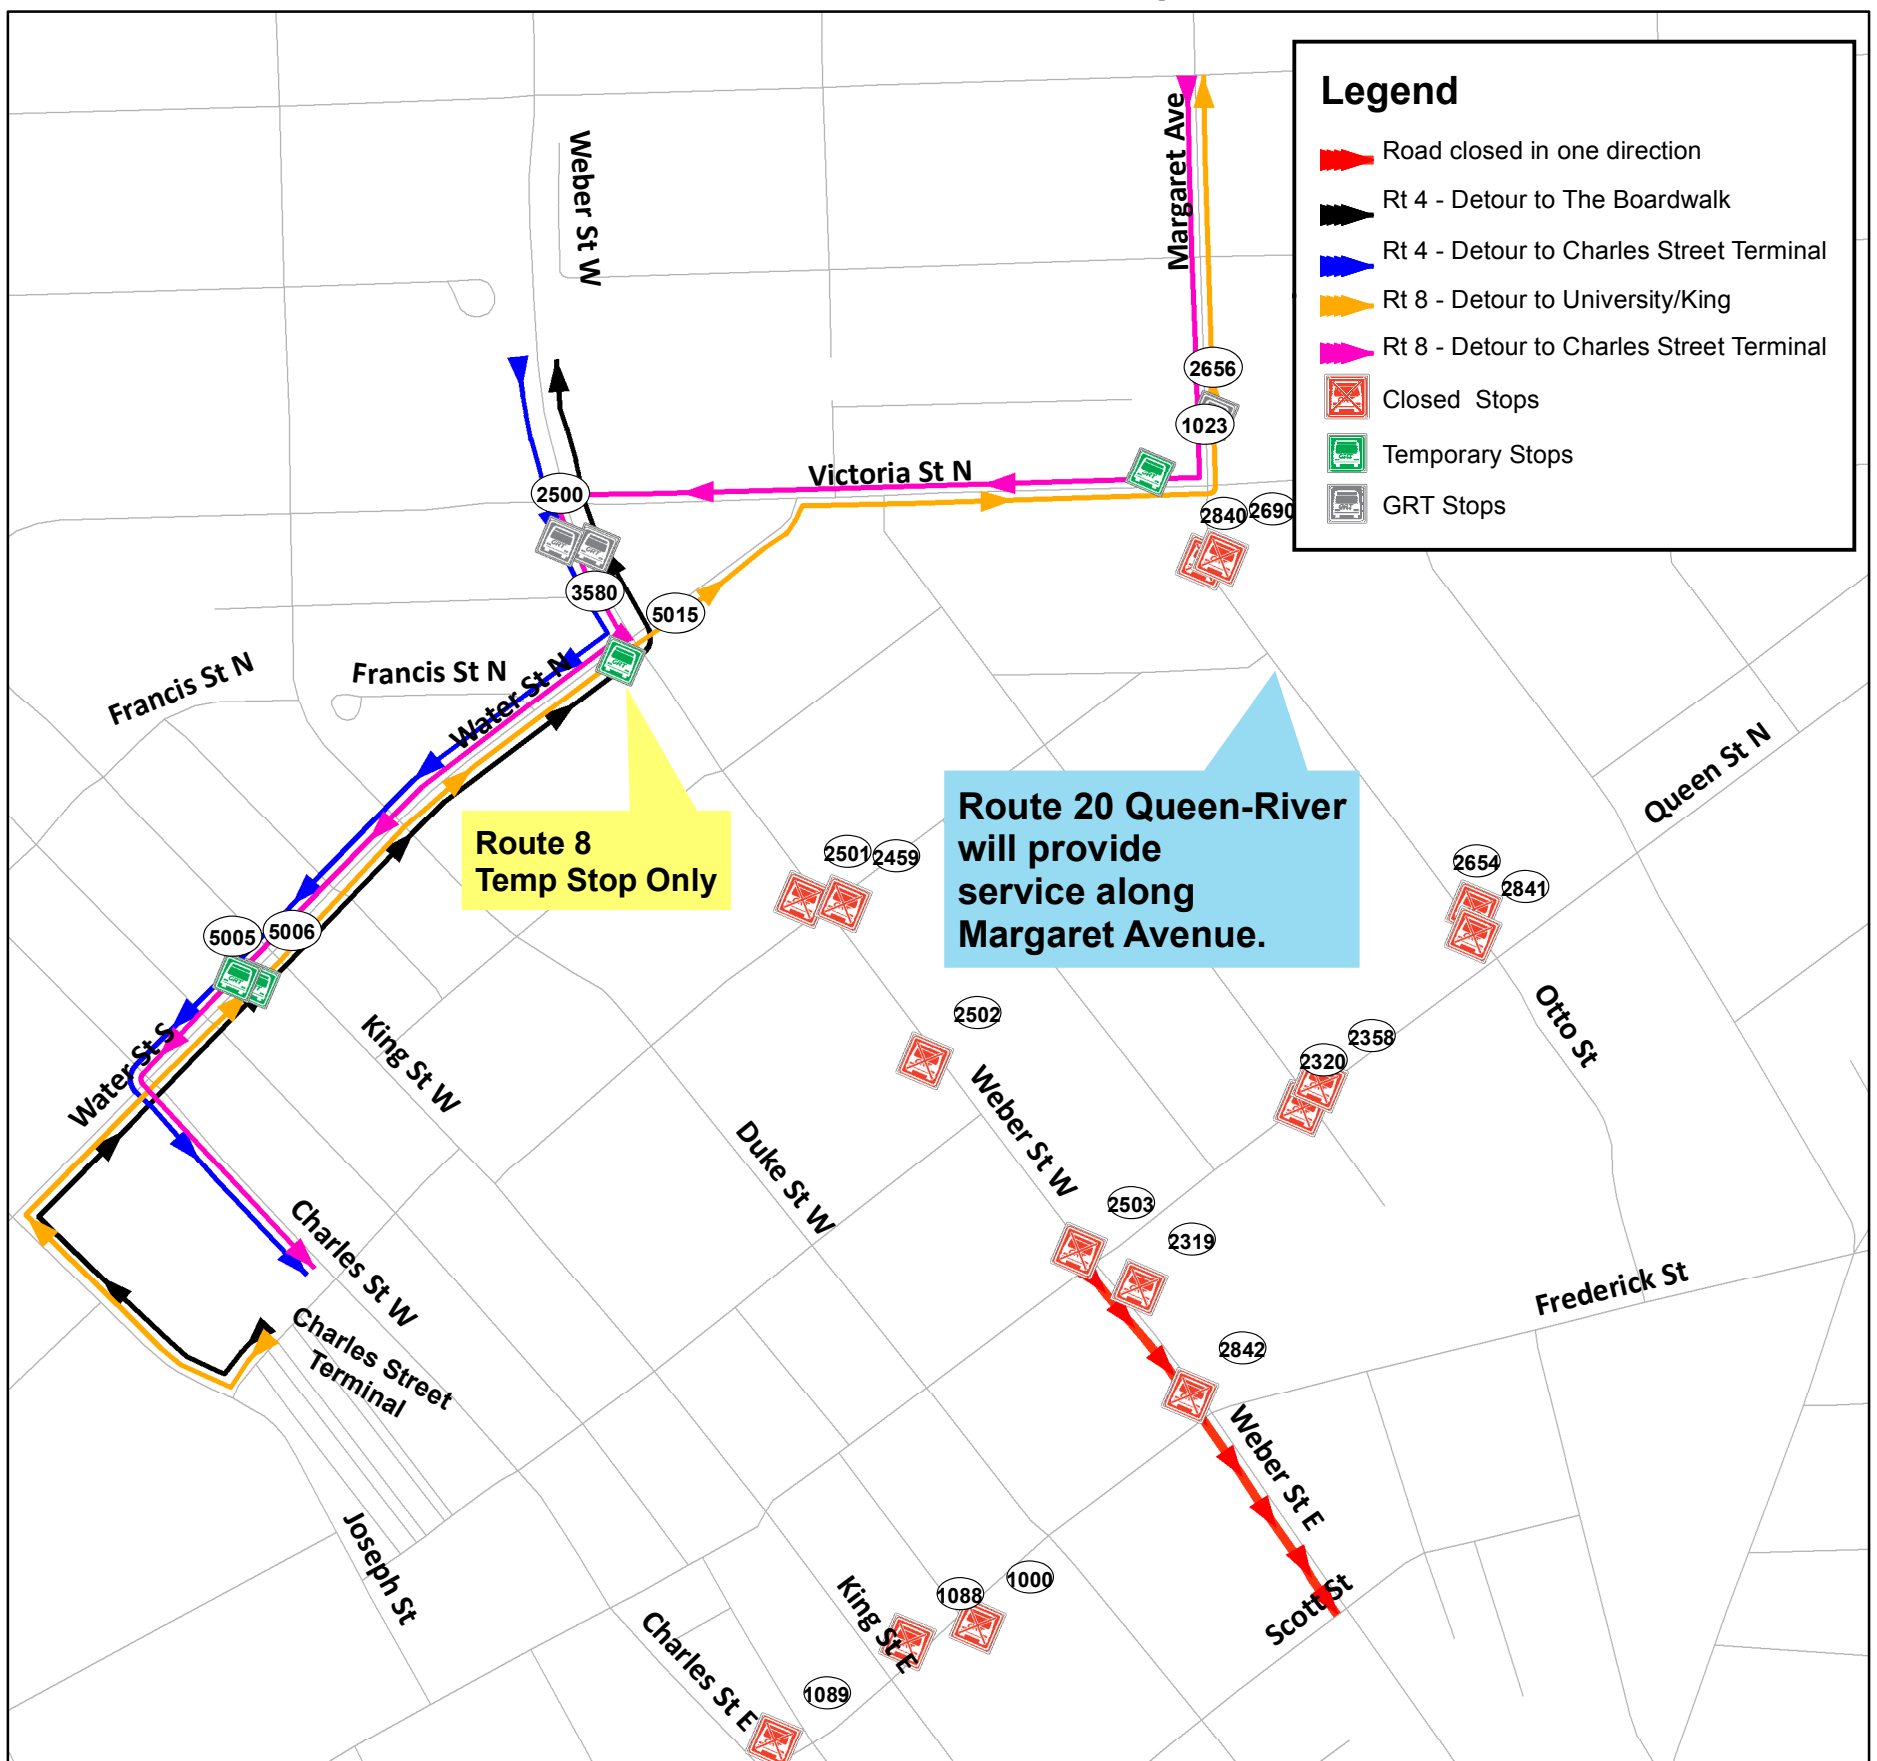 Legend
Road closed in one direction
Rt 4 - Detour to The Boardwalk
Rt 4 - Detour to Charles Street Terminal
Rt 8 - Detour to University/King
Rt 8 - Detour to Charles Street Terminal
Closed Stops
Temporary Stops
GRT Stops
Margaret Ave
Weber St W
2656
1023
Victoria St N
2500
2840
2690
3580
5015
Francis St N
Francis St N
Water St N
Queen St N
Route 8
Temp Stop Only
Route 20 Queen-River
will provide
service along
Margaret Avenue.
2501
2459
2654
2841
5005
5006
2502
Otto St
Water St S
King St W
2358
2320
Weber St W
Duke St W
2503
2319
Charles St W
Frederick St
Charles Street
Terminal
2842
Weber St E
Joseph St
Scott St
1000
1088
King St E
Charles St E
1089